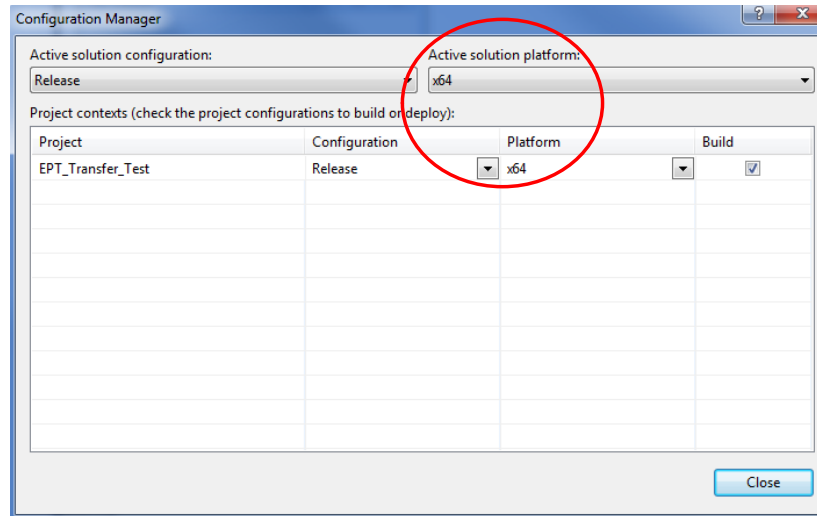 Configuration Manager
Active solution configuration: Active solution platform:
Release x64
Project contexts (check the project configurations to build or deploy):
Project Configuration Platform Build
EPT_Transfer_Test Release x64
Close